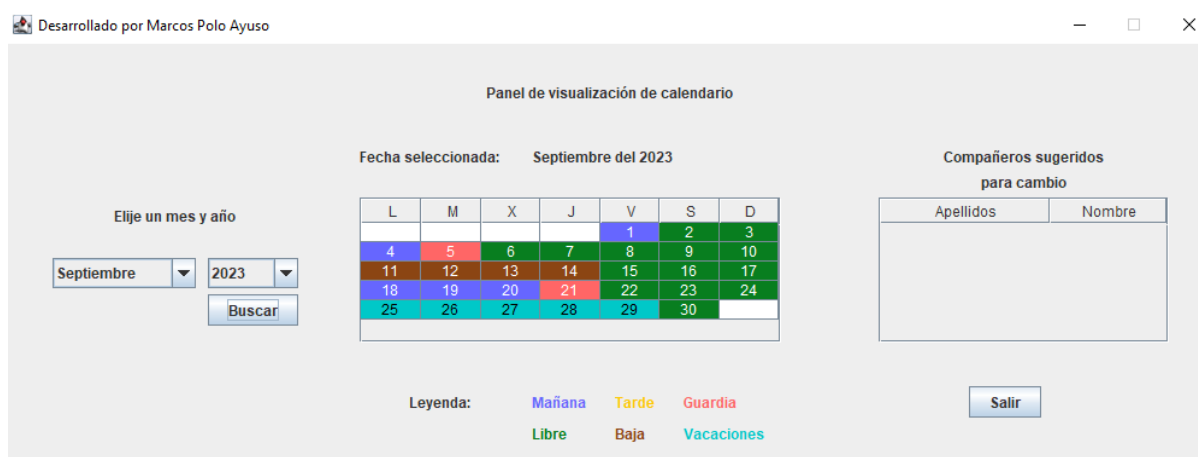 Desarrollado por Marcos Polo Ayuso
Panel de visualización de calendario
Fecha seleccionada: Septiembre del 2023
Compañeros sugeridos
para cambio
Elije un mes y año
L M X J V S D
Apellidos Nombre
1 2 3
4 5 6 7 8 9 10
Septiembre 2023
11 12 13 14 15 16 17
18 19 20 21 22 23 24
Buscar
25 26 27 28 29 30
Leyenda: Mañana Tarde Guardia
Salir
Libre Baja Vacaciones